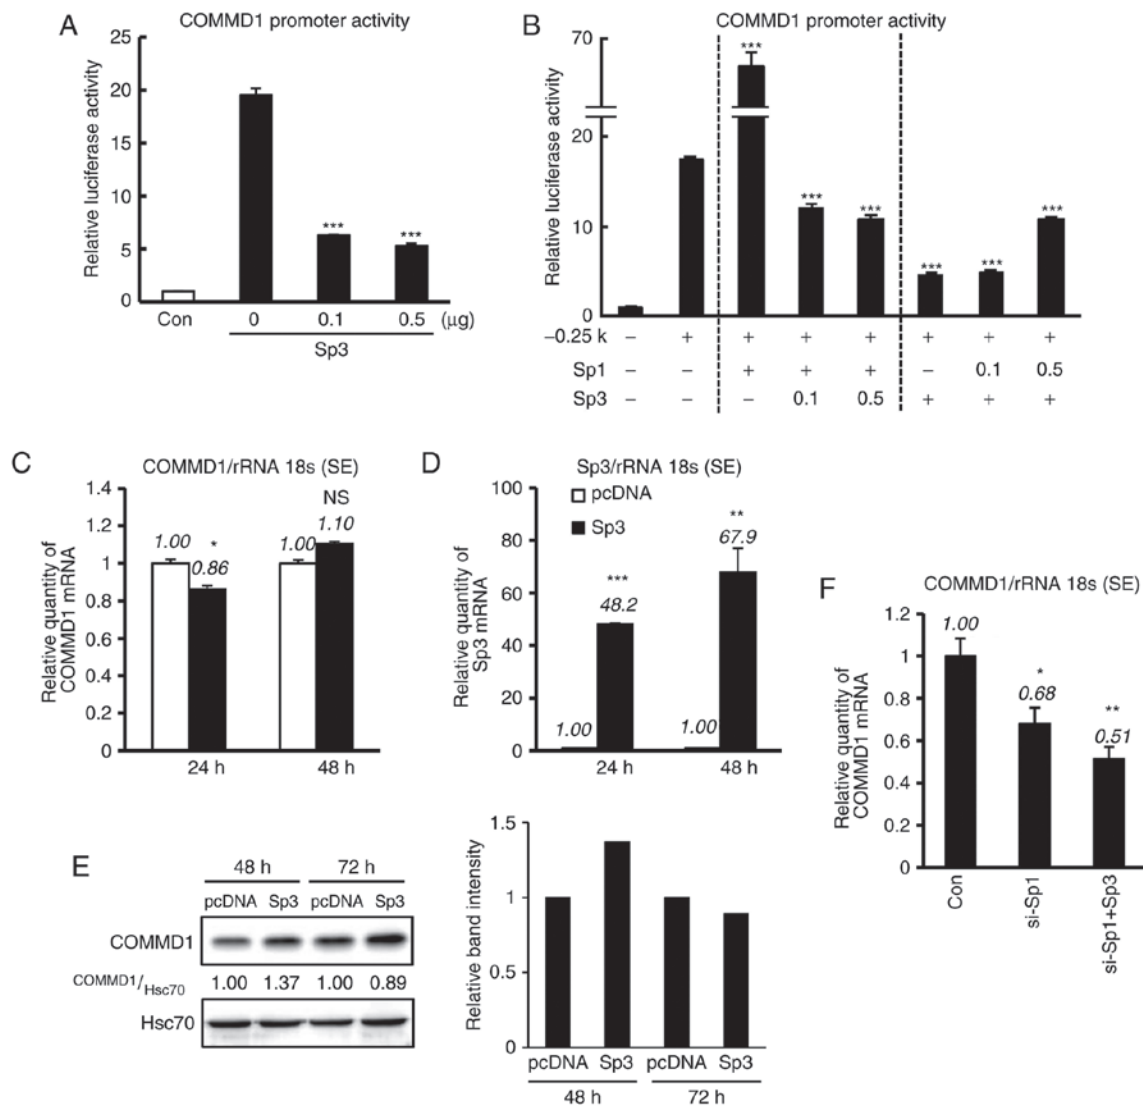 A
COMMD1 promoter activity
Relative luciferase activity
25
20
15
10
5
0
*** ***
Con 0 0.1 0.5 (μg)
Sp3
B
COMMD1 promoter activity
Relative luciferase activity
70
20
10
0
*** *** *** *** *** ***
−0.25 k − + + + + + + +
Sp1 − − + + + − 0.1 0.5
Sp3 − − − 0.1 0.5 + + +
C
COMMD1/rRNA 18s (SE)
Relative quantity of
COMMD1 mRNA
1.4
1.2
1
0.8
0.6
0.4
0.2
0
1.00 * 0.86
1.00 NS 1.10
24 h 48 h
D
Sp3/rRNA 18s (SE)
pcDNA
Sp3
Relative quantity of
Sp3 mRNA
100
80
60
40
20
0
1.00 *** 48.2
1.00 ** 67.9
24 h 48 h
E
48 h 72 h
pcDNA Sp3 pcDNA Sp3
COMMD1
COMMD1/Hsc70 1.00 1.37 1.00 0.89
Hsc70
Relative band intensity
1.5
1
0.5
0
pcDNA Sp3 pcDNA Sp3
48 h 72 h
F
COMMD1/rRNA 18s (SE)
Relative quantity of
COMMD1 mRNA
1.2
1
0.8
0.6
0.4
0.2
0
1.00
* 0.68
** 0.51
Con
si-Sp1
si-Sp1+Sp3